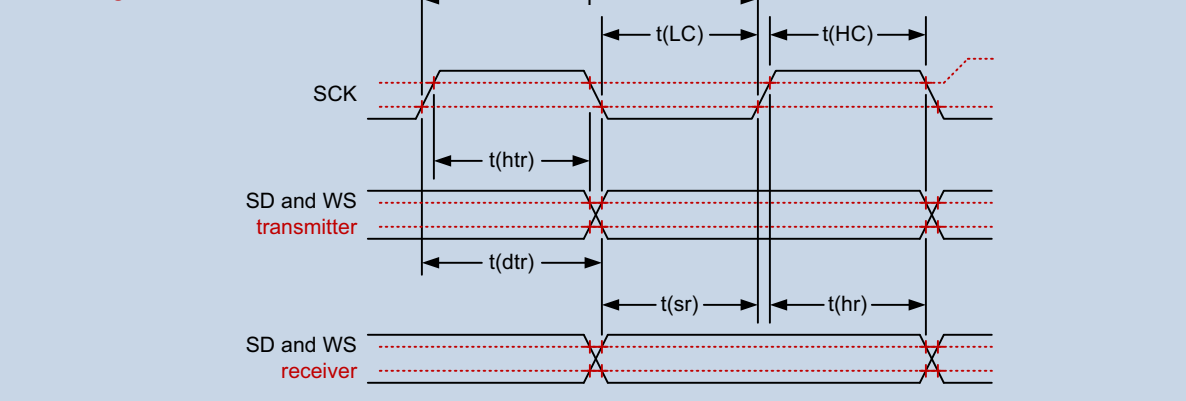 t(LC) t(HC)
SCK
t(htr)
SD and WS
transmitter
t(dtr)
t(sr) t(hr)
SD and WS
receiver